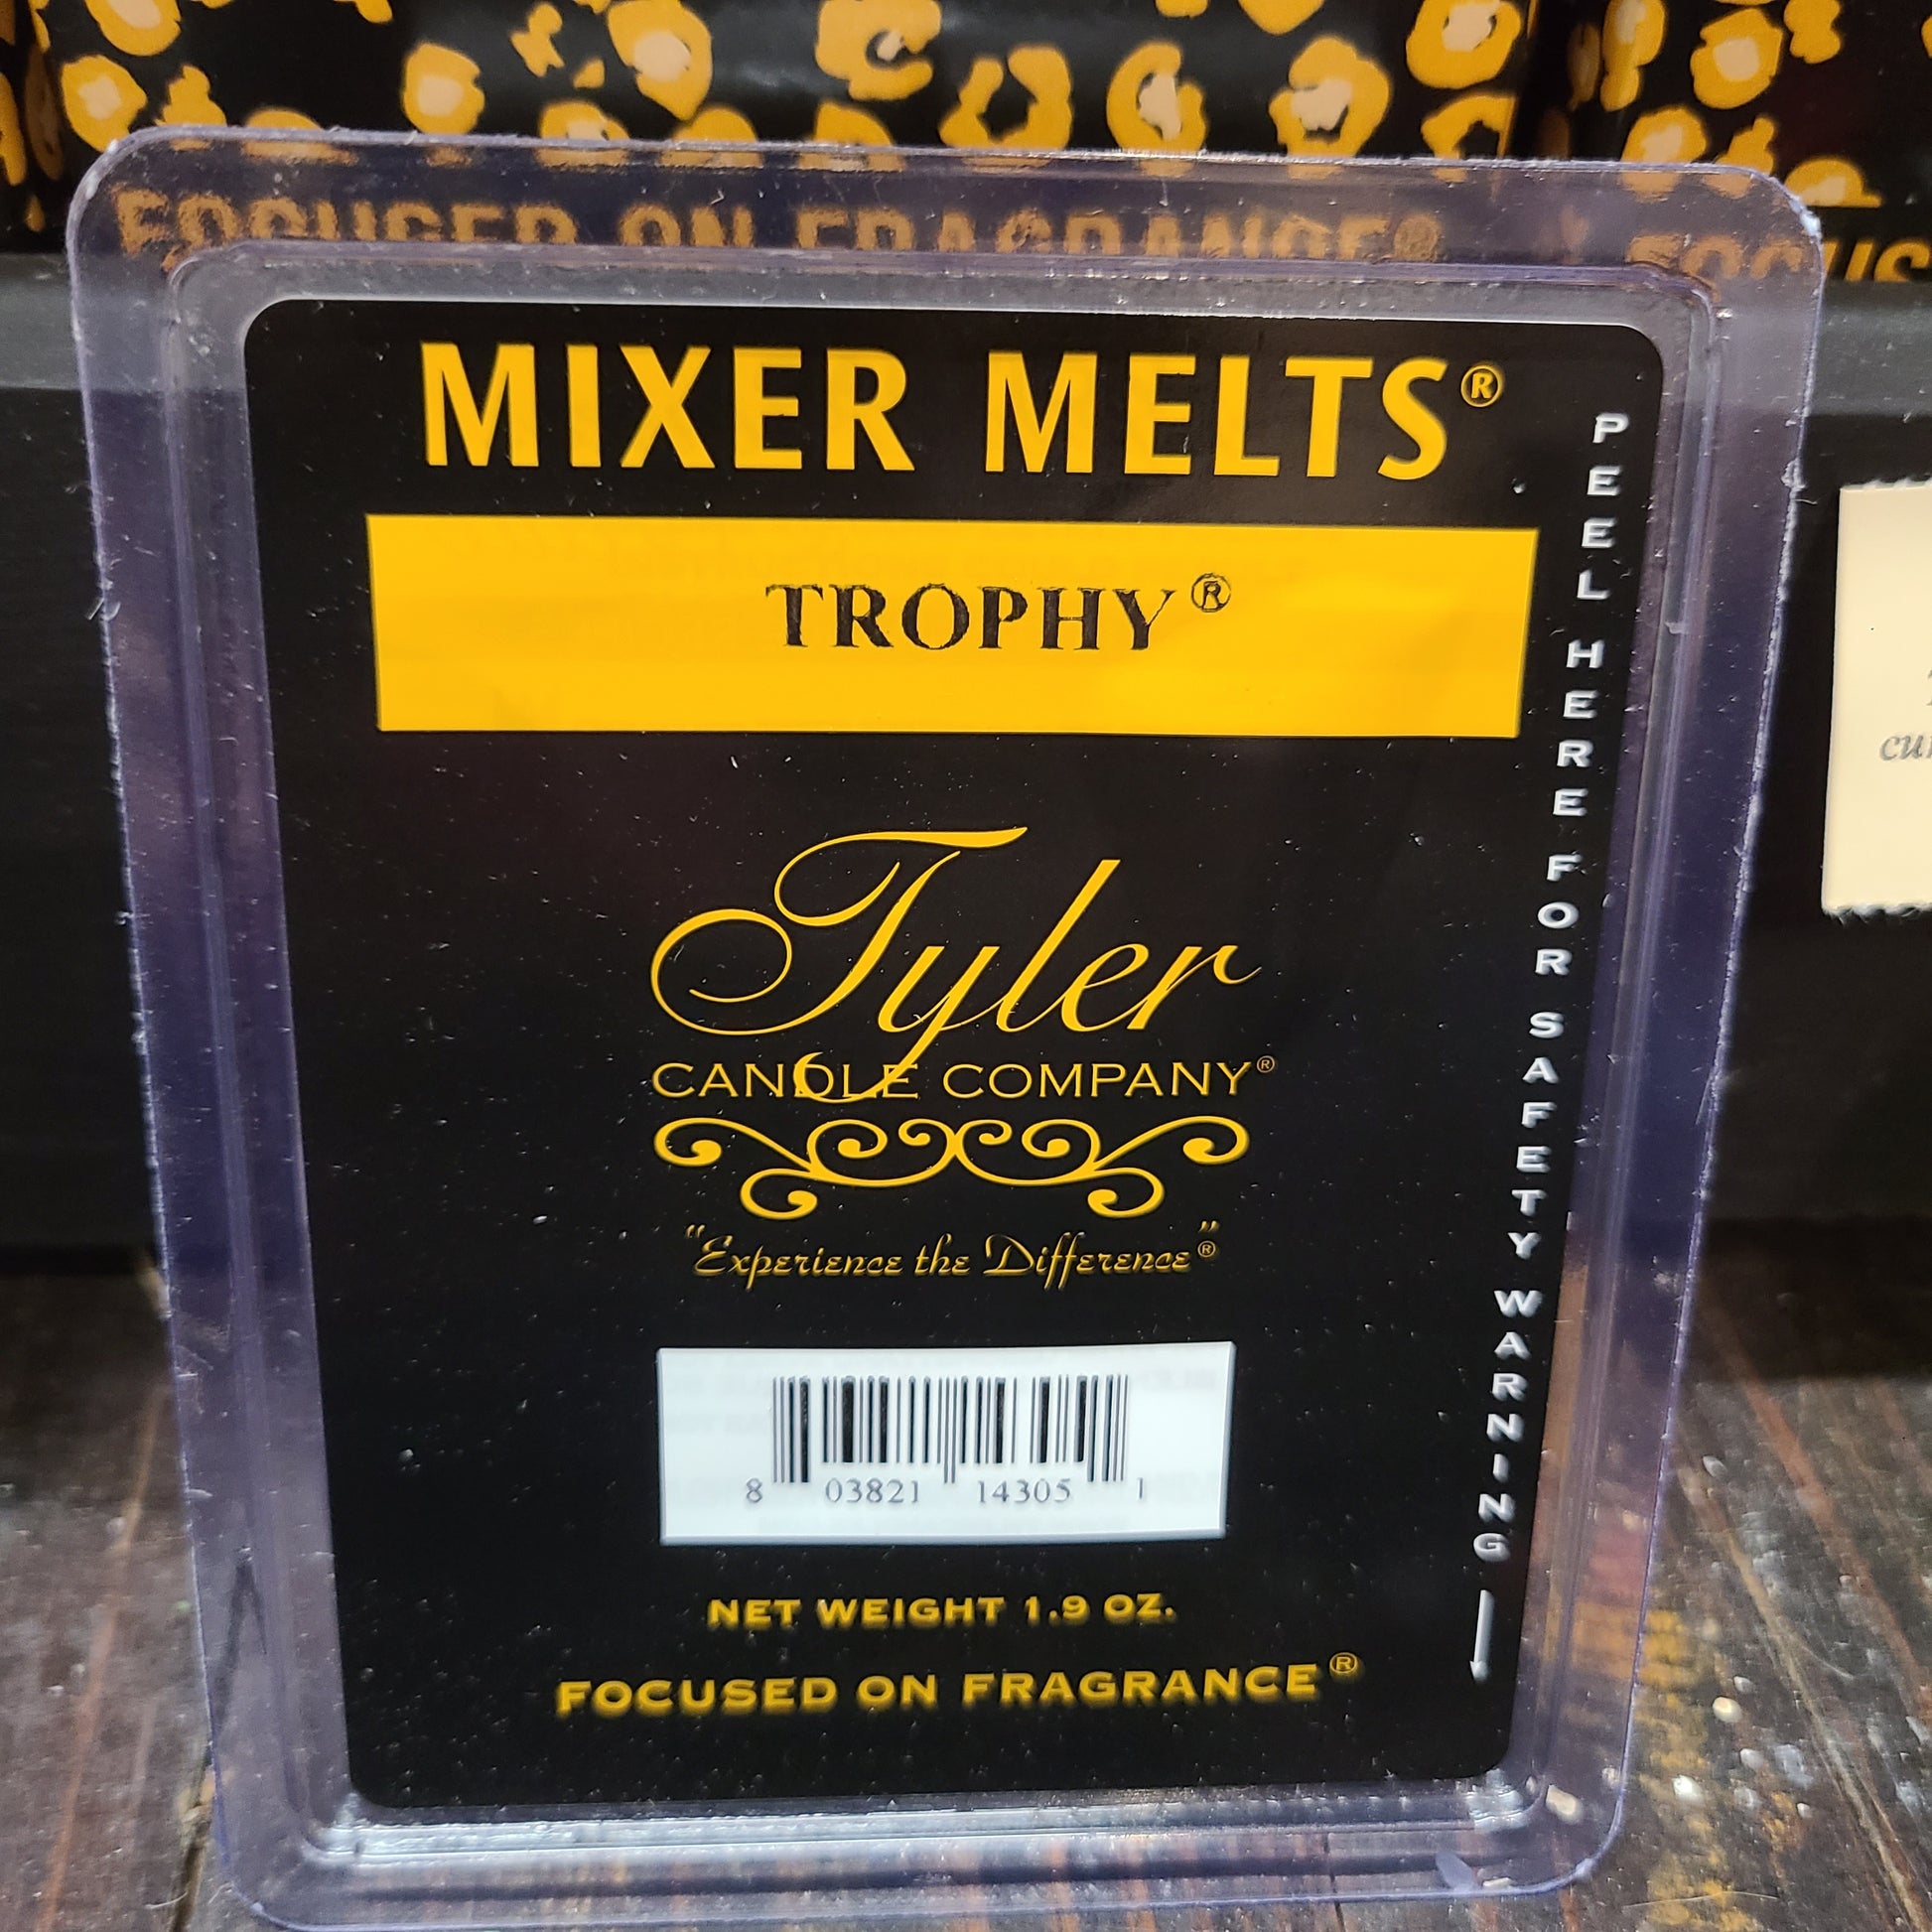 FOCUSED ON FRAGRANCE®
MIXER MELTS®
TROPHY®
Tyler
CANDLE COMPANY®
"Experience the Difference"®
8 03821 14305 1
NET WEIGHT 1.9 OZ.
FOCUSED ON FRAGRANCE®
PEEL HERE FOR SAFETY WARNING